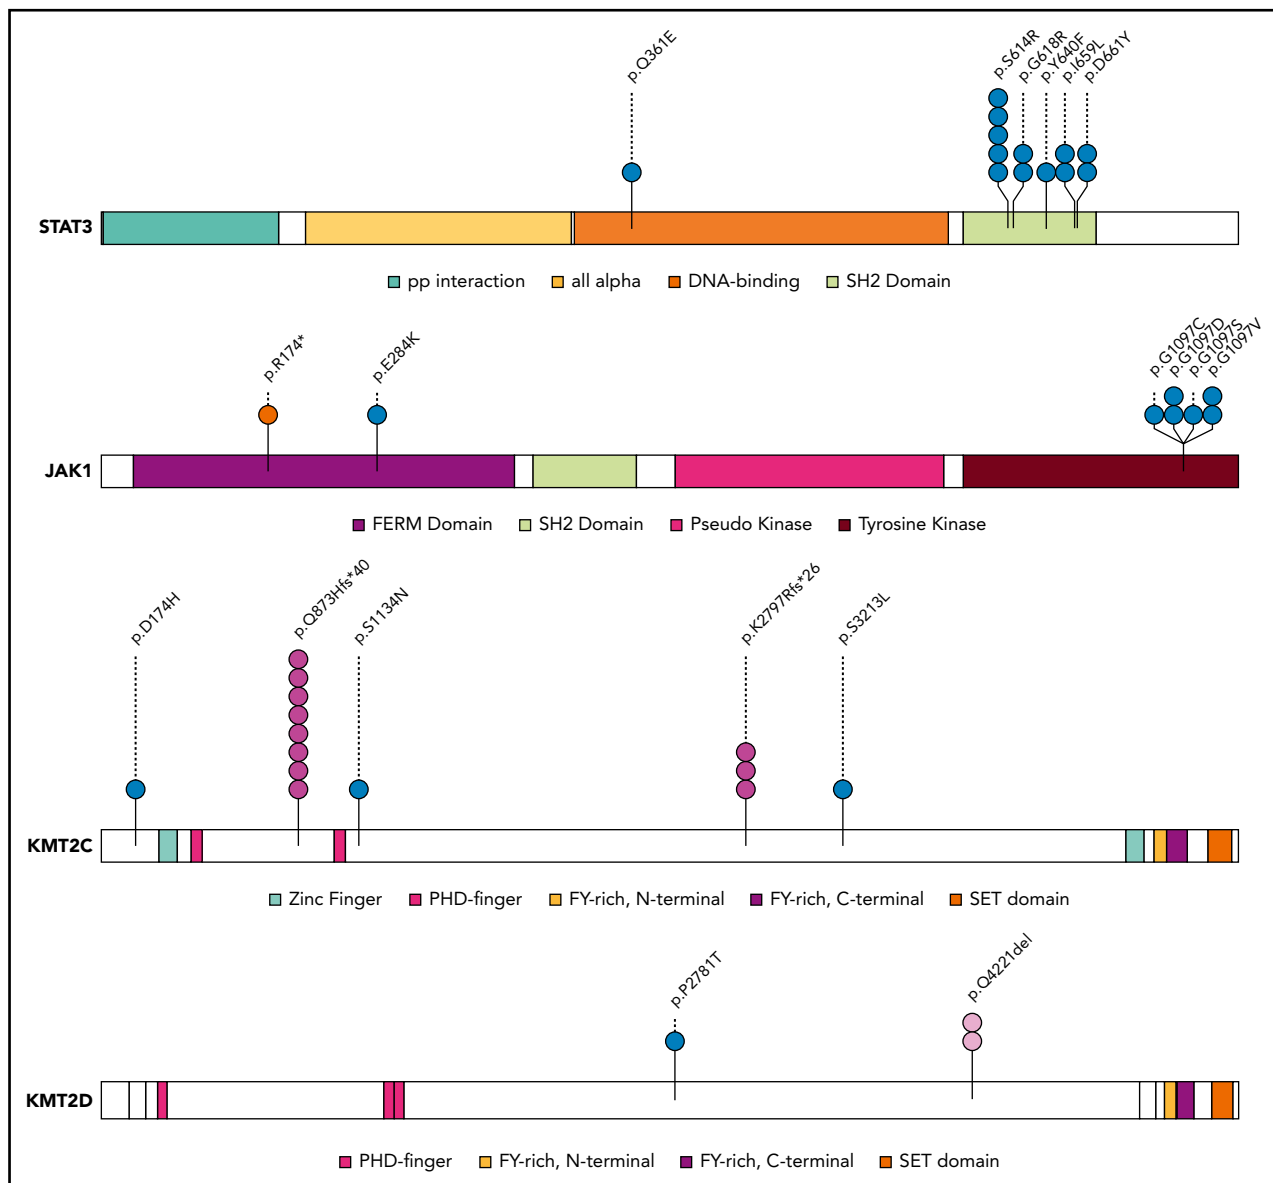 p.Q361E
p.S614R
p.G618R
p.Y640F
p.I659L
p.D661Y
STAT3
pp interaction
all alpha
DNA-binding
SH2 Domain
p.R174*
p.E284K
p.G1097C
p.G1097D
p.G1097S
p.G1097V
JAK1
FERM Domain
SH2 Domain
Pseudo Kinase
Tyrosine Kinase
p.D174H
p.Q873Hfs*40
p.S1134N
p.K2797Rfs*26
p.S3213L
KMT2C
Zinc Finger
PHD-finger
FY-rich, N-terminal
FY-rich, C-terminal
SET domain
p.P2781T
p.Q4221del
KMT2D
PHD-finger
FY-rich, N-terminal
FY-rich, C-terminal
SET domain